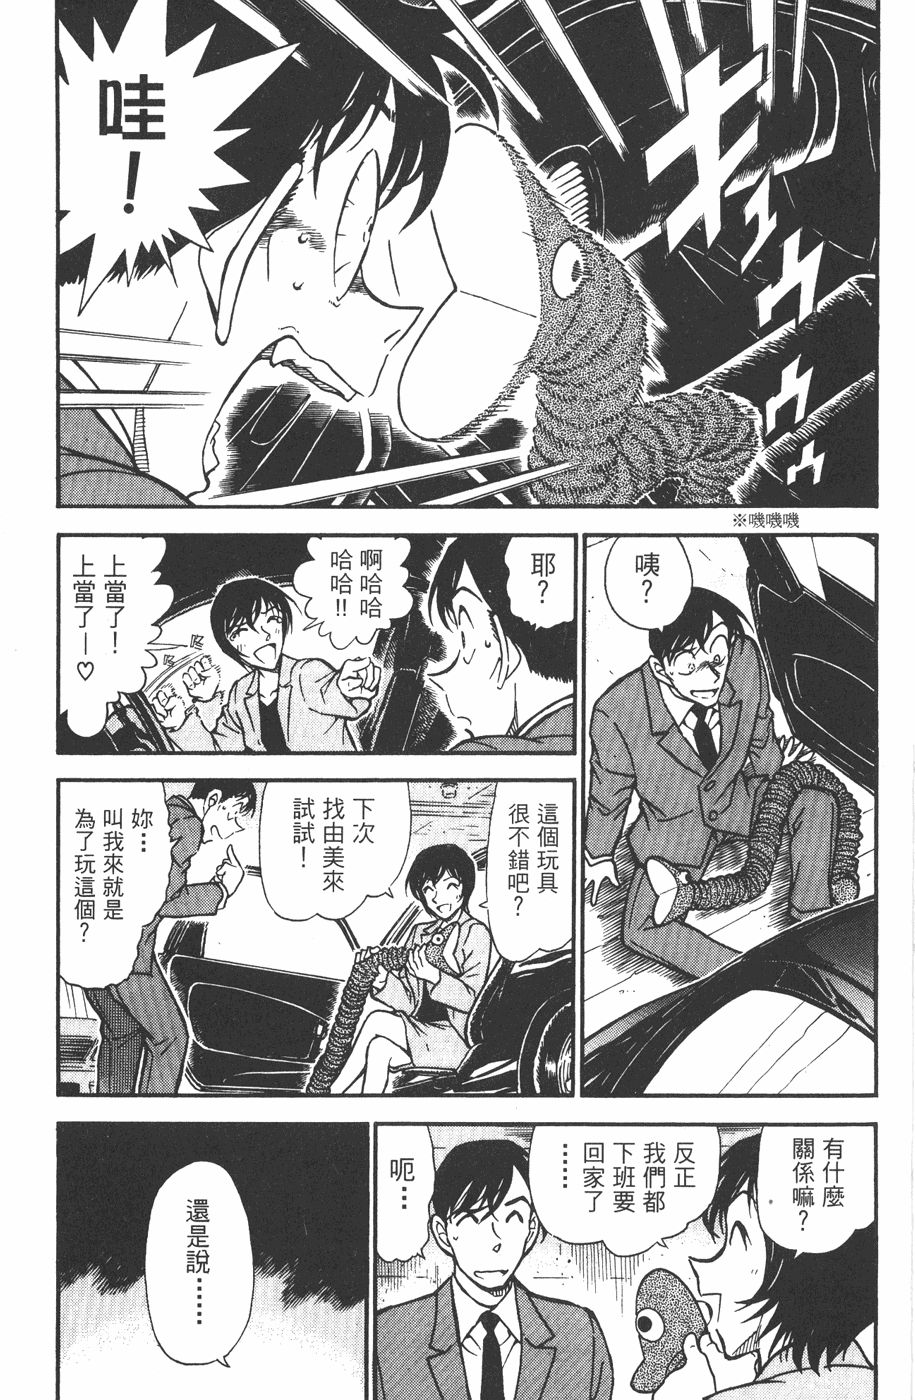 哇！
キュウウ
※嘰嘰嘰
咦？
耶？
啊哈哈
哈哈!!
上當了！
上當了—♡
咚
咚
這個玩具
很不錯吧？
下次
找由美來
試試！
妳…
叫我來就是
為了玩這個？
有什麼
關係嘛？
反正
我們都
下班要
回家了
……
呃…
還是說……